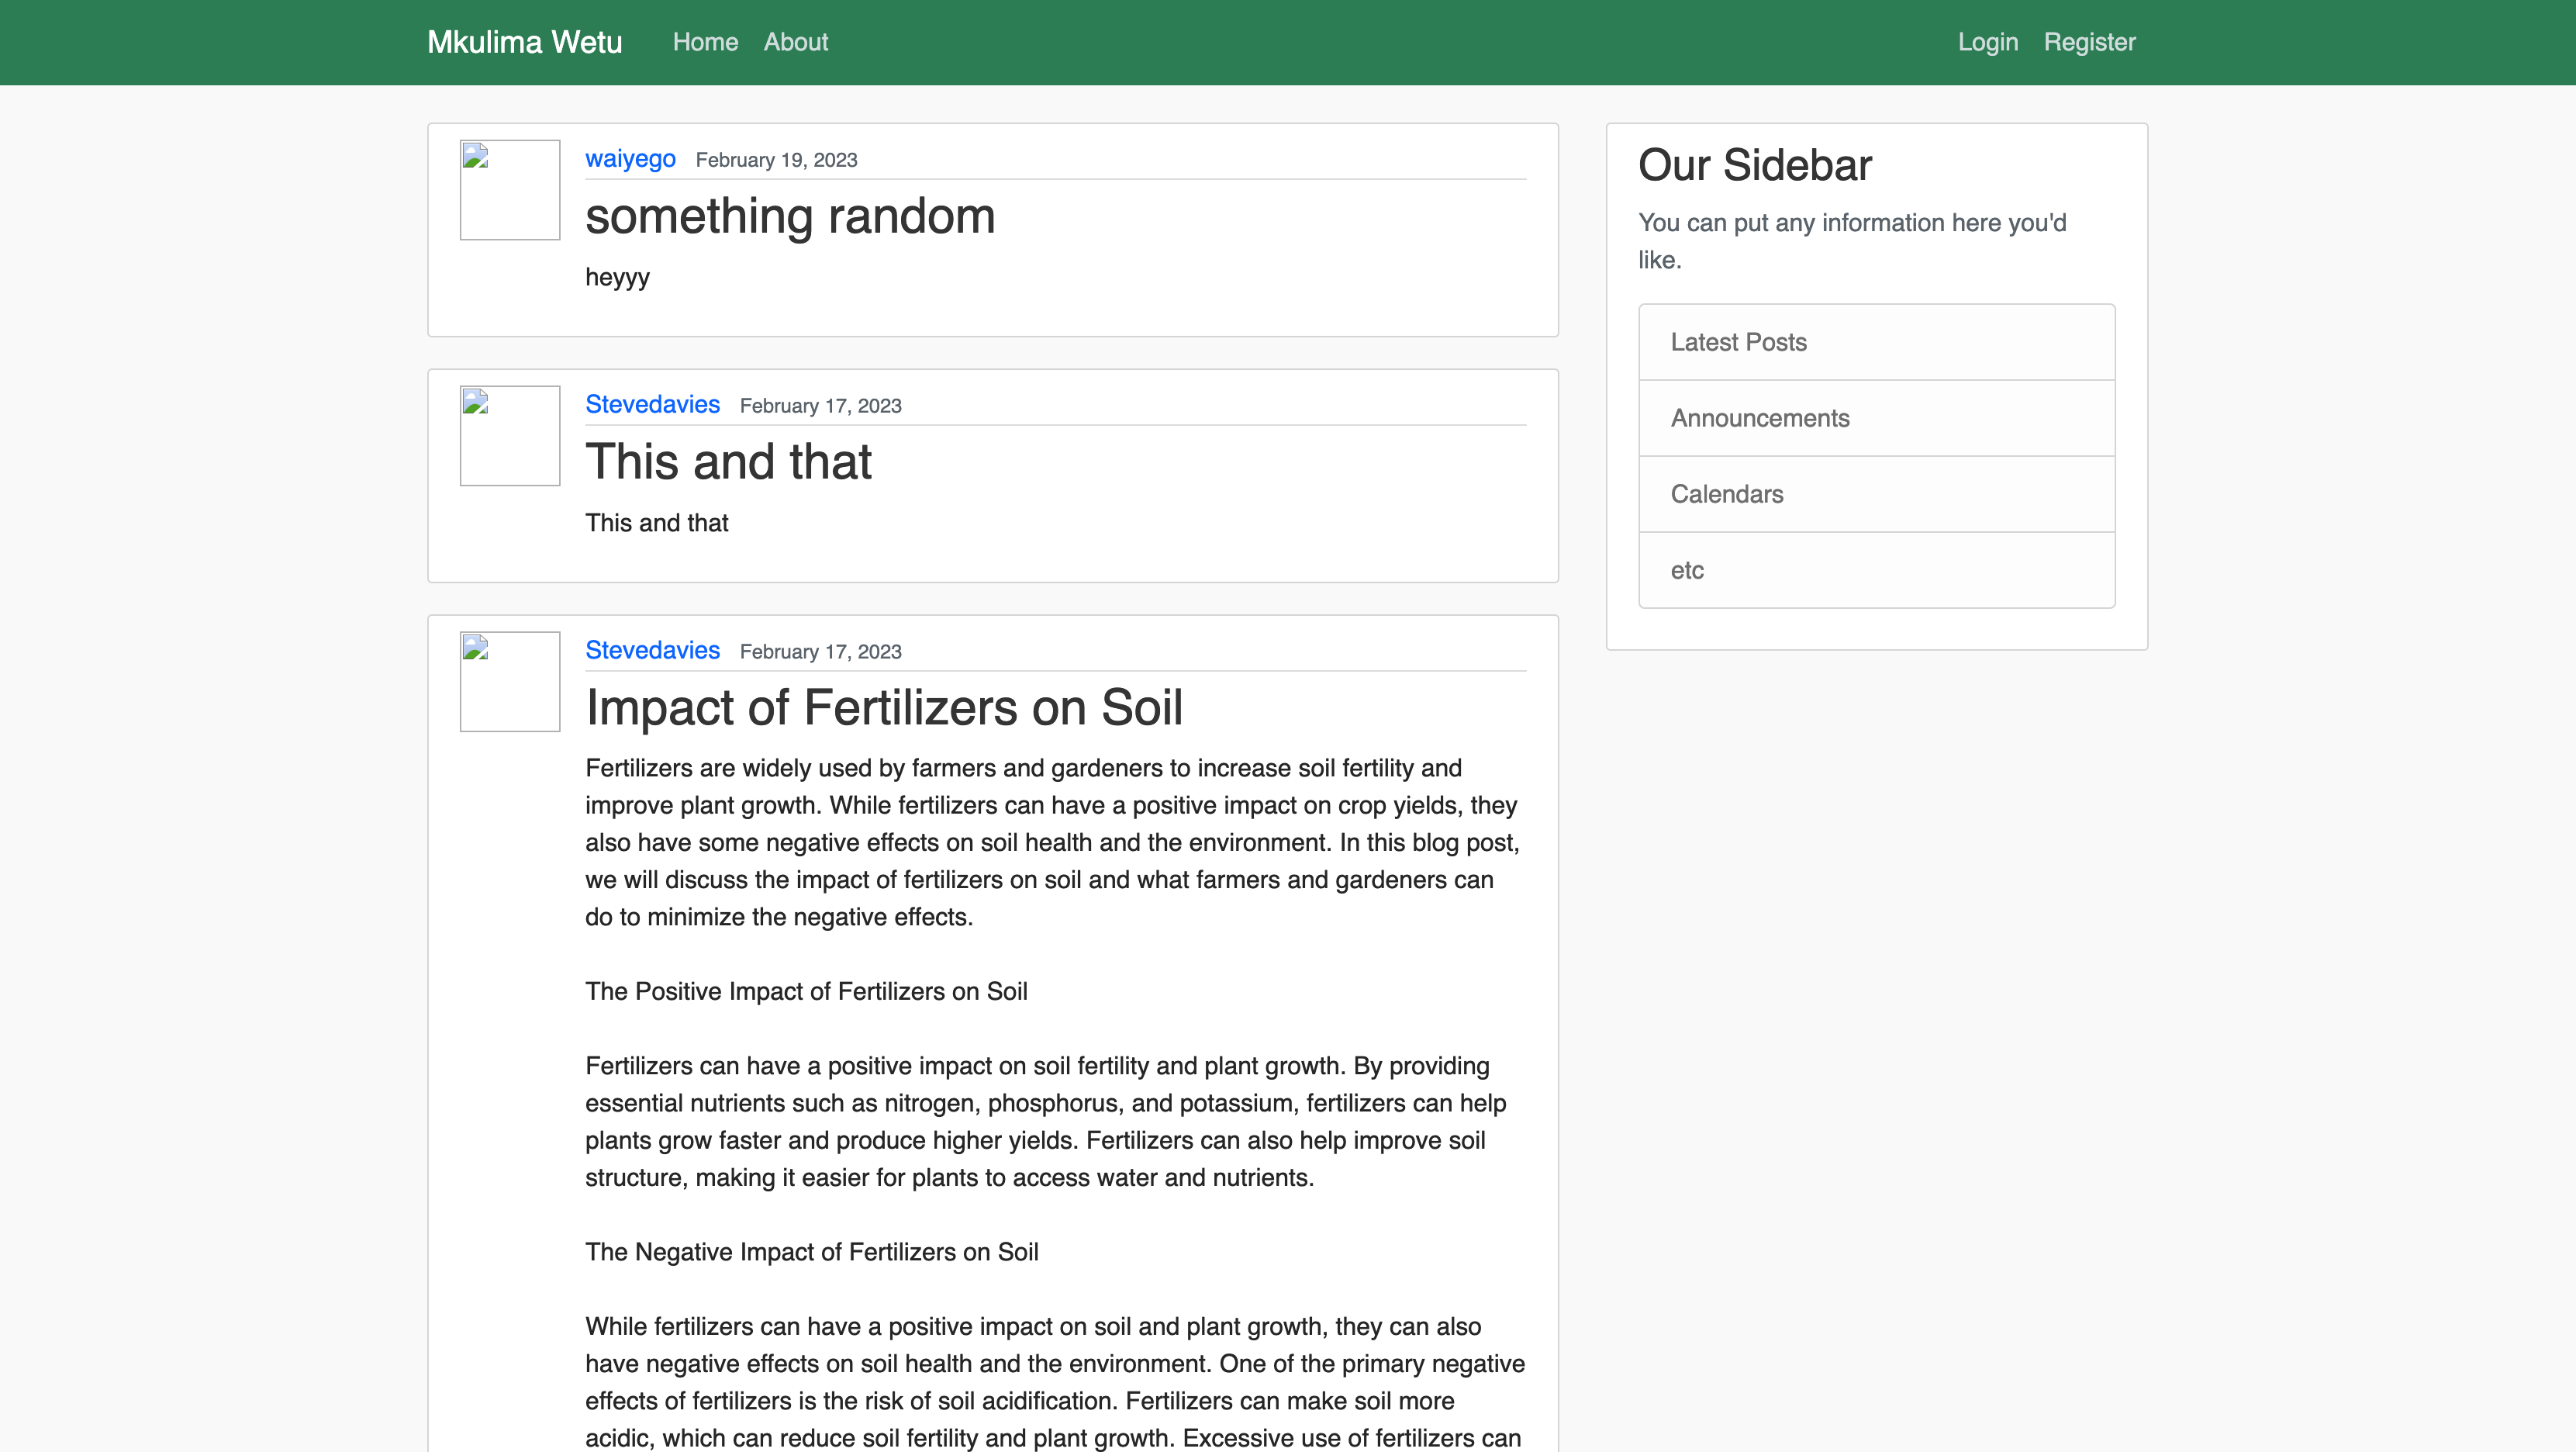 Mkulima Wetu Home About Login Register
waiyego February 19, 2023
something random
heyyy
Stevedavies February 17, 2023
This and that
This and that
Stevedavies February 17, 2023
Impact of Fertilizers on Soil
Fertilizers are widely used by farmers and gardeners to increase soil fertility and
improve plant growth. While fertilizers can have a positive impact on crop yields, they
also have some negative effects on soil health and the environment. In this blog post,
we will discuss the impact of fertilizers on soil and what farmers and gardeners can
do to minimize the negative effects.
The Positive Impact of Fertilizers on Soil
Fertilizers can have a positive impact on soil fertility and plant growth. By providing
essential nutrients such as nitrogen, phosphorus, and potassium, fertilizers can help
plants grow faster and produce higher yields. Fertilizers can also help improve soil
structure, making it easier for plants to access water and nutrients.
The Negative Impact of Fertilizers on Soil
While fertilizers can have a positive impact on soil and plant growth, they can also
have negative effects on soil health and the environment. One of the primary negative
effects of fertilizers is the risk of soil acidification. Fertilizers can make soil more
acidic, which can reduce soil fertility and plant growth. Excessive use of fertilizers can
Our Sidebar
You can put any information here you'd
like.
Latest Posts
Announcements
Calendars
etc